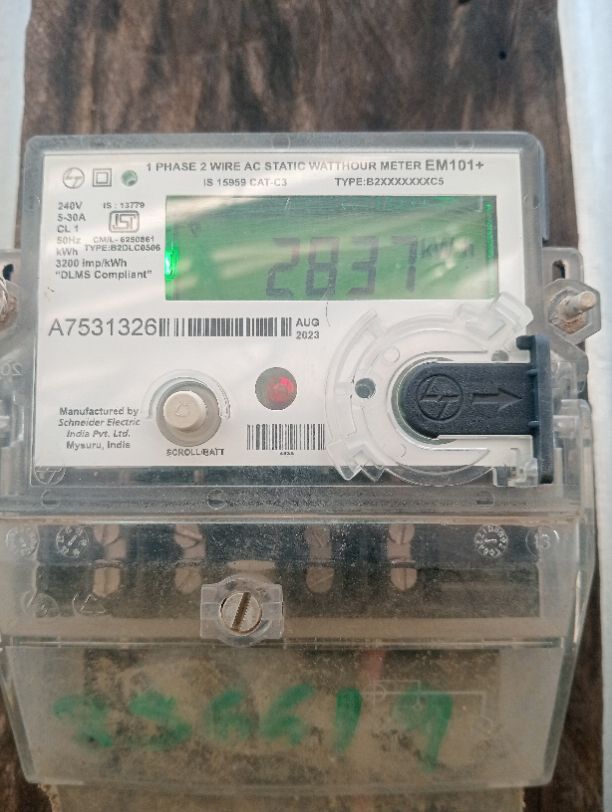 1 PHASE 2 WIRE AC STATIC WATTHOUR METER EM101+
IS 15959 CAT-C3 TYPE:B2XXXXXXXC5
240V IS : 13779
5-30A
CL 1
50Hz CM/L- 6250861
kWh TYPE:B2DLC0506
3200 imp/kWh
"DLMS Compliant"
ISI
2837 kWh
A7531326 AUG
2023
Manufactured by
Schneider Electric
India Pvt. Ltd.
Mysuru, India
SCROLL/BATT